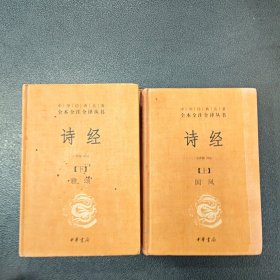 中华经典名著
全本全注全译丛书
诗经
【下】
雅颂
中华书局
中华经典名著
全本全注全译丛书
诗经
【上】
国风
中华书局